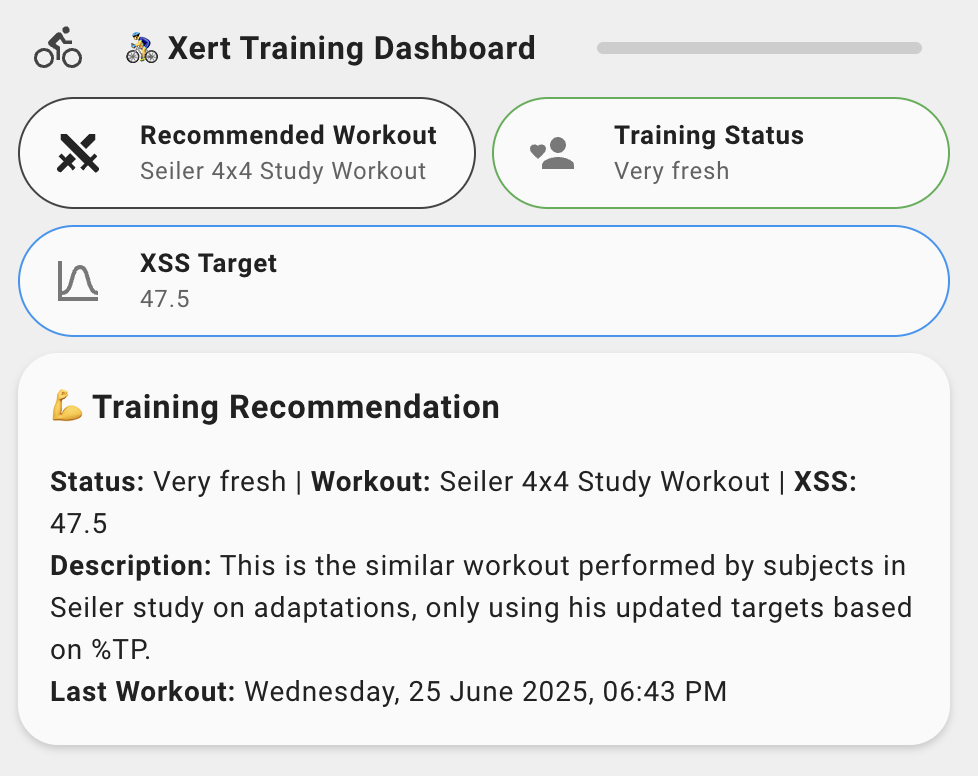 🚴 Xert Training Dashboard
Recommended Workout
Seiler 4x4 Study Workout
Training Status
Very fresh
XSS Target
47.5
💪 Training Recommendation
Status: Very fresh | Workout: Seiler 4x4 Study Workout | XSS:
47.5
Description: This is the similar workout performed by subjects in
Seiler study on adaptations, only using his updated targets based
on %TP.
Last Workout: Wednesday, 25 June 2025, 06:43 PM